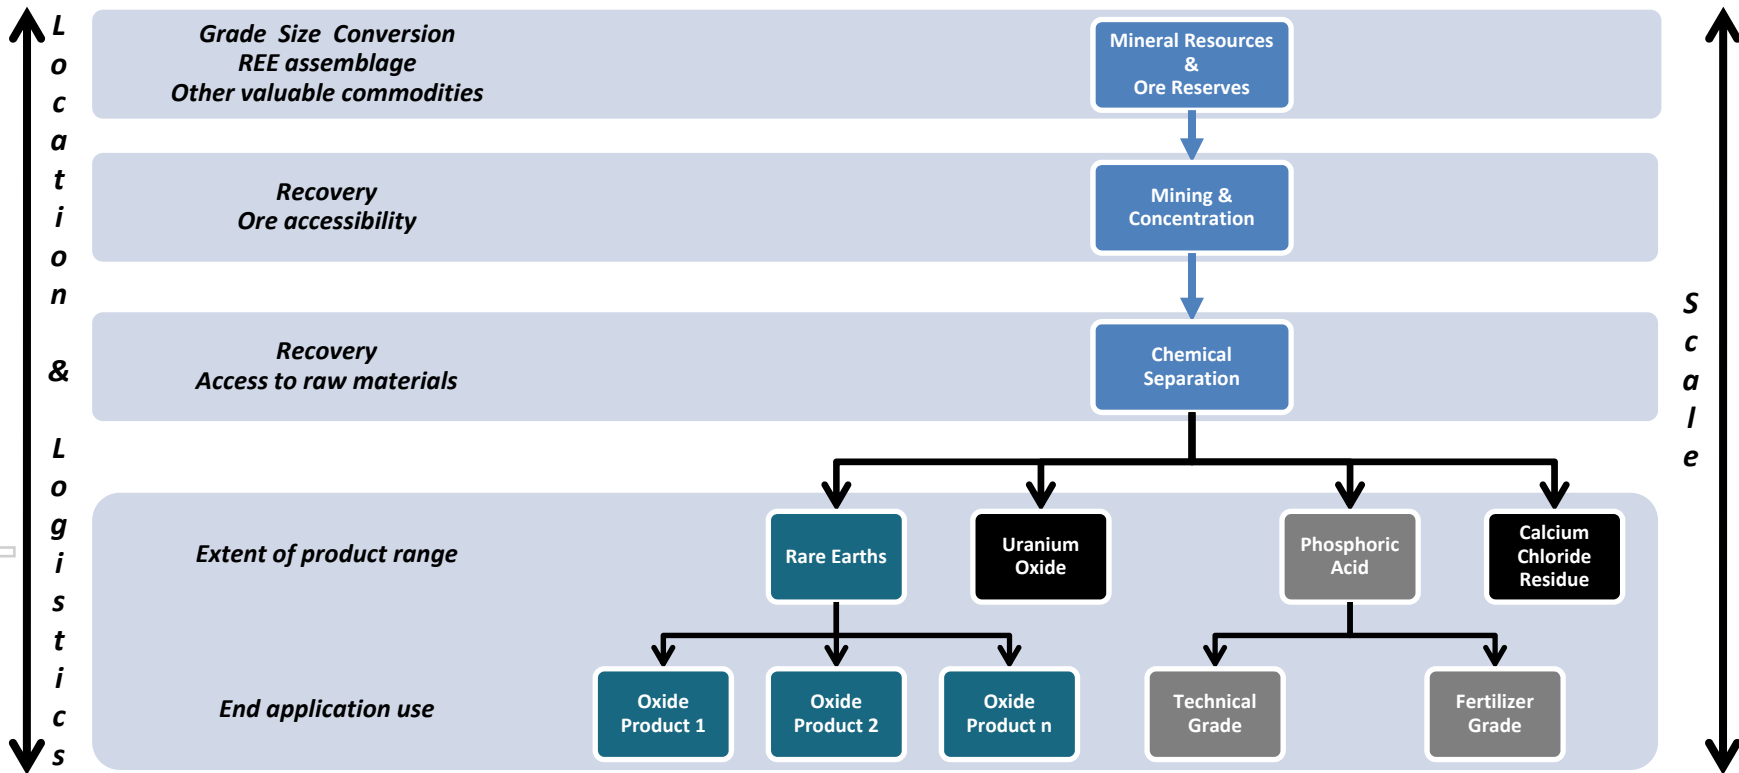 Location & Logistics
Grade Size Conversion
REE assemblage
Other valuable commodities
Mineral Resources
&
Ore Reserves
Recovery
Ore accessibility
Mining &
Concentration
Recovery
Access to raw materials
Chemical
Separation
Scale
Extent of product range
Rare Earths
Uranium
Oxide
Phosphoric
Acid
Calcium
Chloride
Residue
End application use
Oxide
Product 1
Oxide
Product 2
Oxide
Product n
Technical
Grade
Fertilizer
Grade